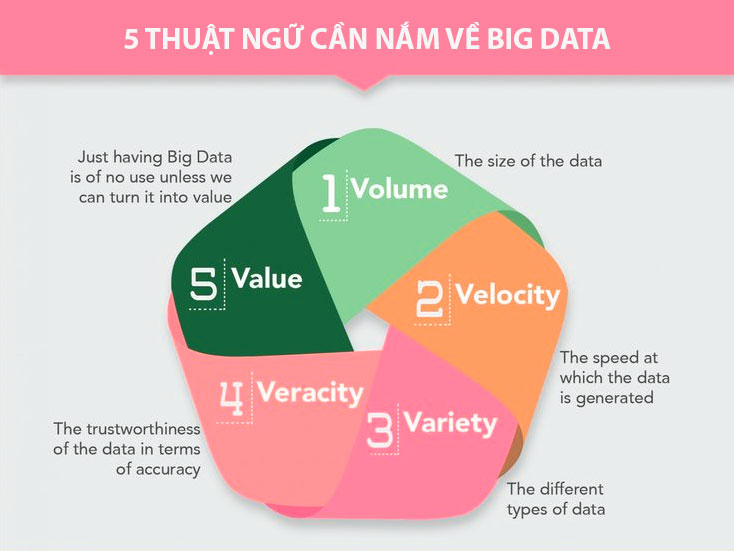 5 THUẬT NGỮ CẦN NẮM VỀ BIG DATA
1 Volume
The size of the data
2 Velocity
The speed at
which the data
is generated
3 Variety
The different
types of data
4 Veracity
The trustworthiness
of the data in terms
of accuracy
5 Value
Just having Big Data
is of no use unless we
can turn it into value